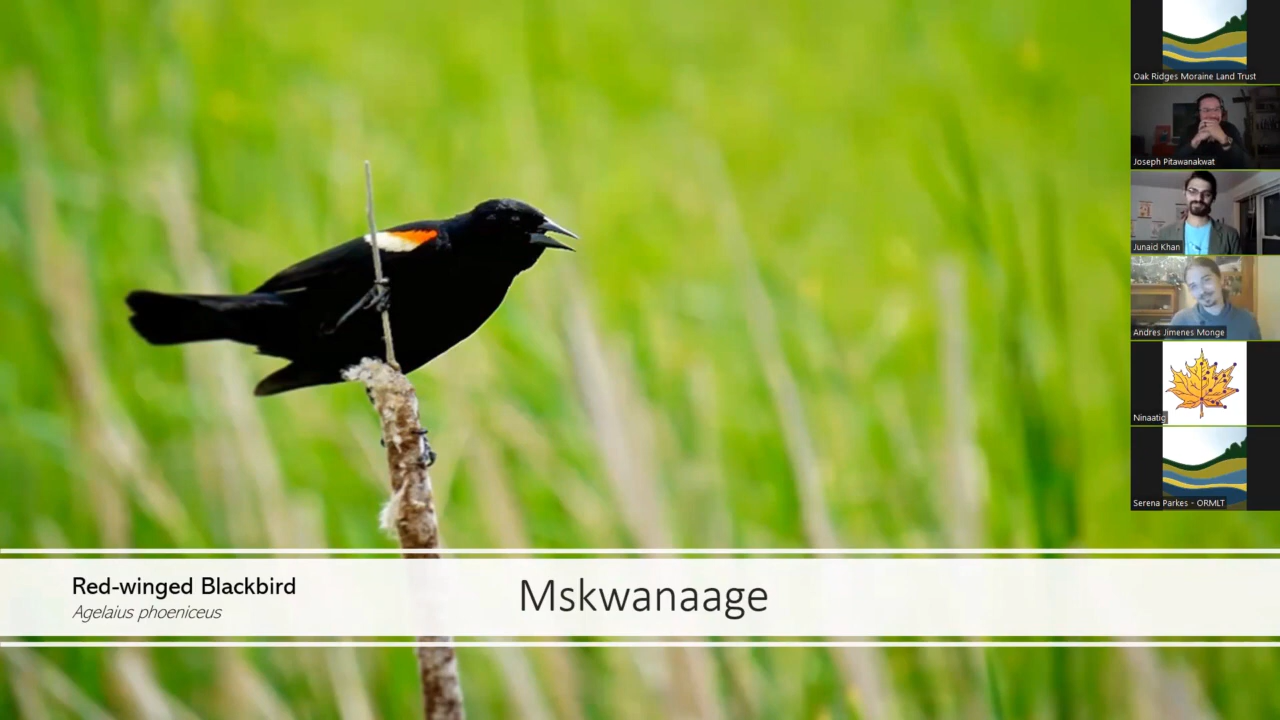 Oak Ridges Moraine Land Trust
Joseph Pitawanakwat
Junaid Khan
Andres Jimenes Monge
Ninaatig
Serena Parkes - ORMLT
Red-winged Blackbird
Agelaius phoeniceus
Mskwanaage